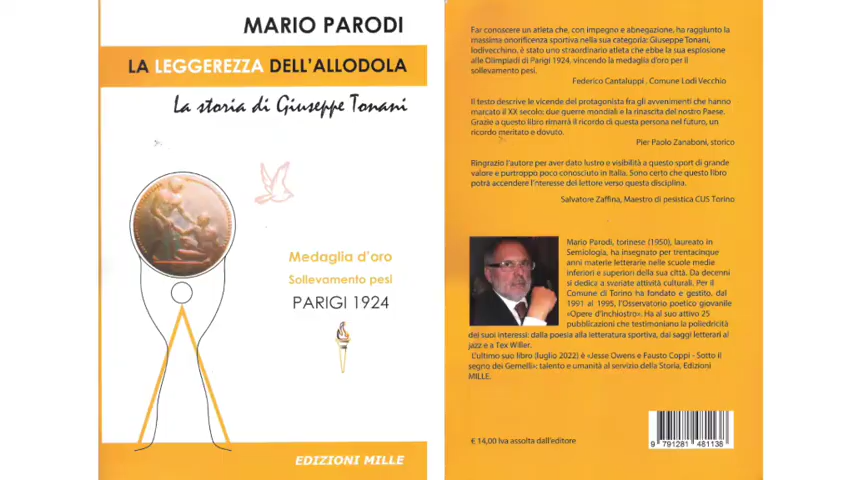 MARIO PARODI
LA LEGGEREZZA DELL'ALLODOLA
La storia di Giuseppe Tonani
Medaglia d'oro
Sollevamento pesi
PARIGI 1924
EDIZIONI MILLE
Far conoscere un atleta che, con impegno e abnegazione, ha raggiunto la
massima onorificenza sportiva nella sua categoria: Giuseppe Tonani,
lodivecchino, è stato uno straordinario atleta che ebbe la sua esplosione
alle Olimpiadi di Parigi 1924, vincendo la medaglia d'oro per il
sollevamento pesi.
Federico Cantaluppi . Comune Lodi Vecchio
Il testo descrive le vicende del protagonista fra gli avvenimenti che hanno
marcato il XX secolo: due guerre mondiali e la rinascita del nostro Paese.
Grazie a questo libro rimarrà il ricordo di questa persona nel futuro, un
ricordo meritato e dovuto.
Pier Paolo Zanaboni, storico
Ringrazio l'autore per aver dato lustro e visibilità a questo sport di grande
valore e purtroppo poco conosciuto in Italia. Sono certo che questo libro
potrà accendere l'interesse del lettore verso questa disciplina.
Salvatore Zaffina, Maestro di pesistica CUS Torino
Mario Parodi, torinese (1950), laureato in
Semiologia, ha insegnato per trentacinque
anni materie letterarie nelle scuole medie
inferiori e superiori della sua città. Da decenni
si dedica a svariate attività culturali. Per il
Comune di Torino ha fondato e gestito, dal
1991 al 1995, l'Osservatorio poetico giovanile
«Opere d'inchiostro». Ha al suo attivo 25
pubblicazioni che testimoniano la poliedricità
dei suoi interessi: dalla poesia alla letteratura sportiva, dai saggi letterari al
jazz e a Tex Willer.
L'ultimo suo libro (luglio 2022) è «Jesse Owens e Fausto Coppi - Sotto il
segno dei Gemelli»: talento e umanità al servizio della Storia, Edizioni
MILLE.
€ 14,00 Iva assolta dall'editore
9 791281 481138